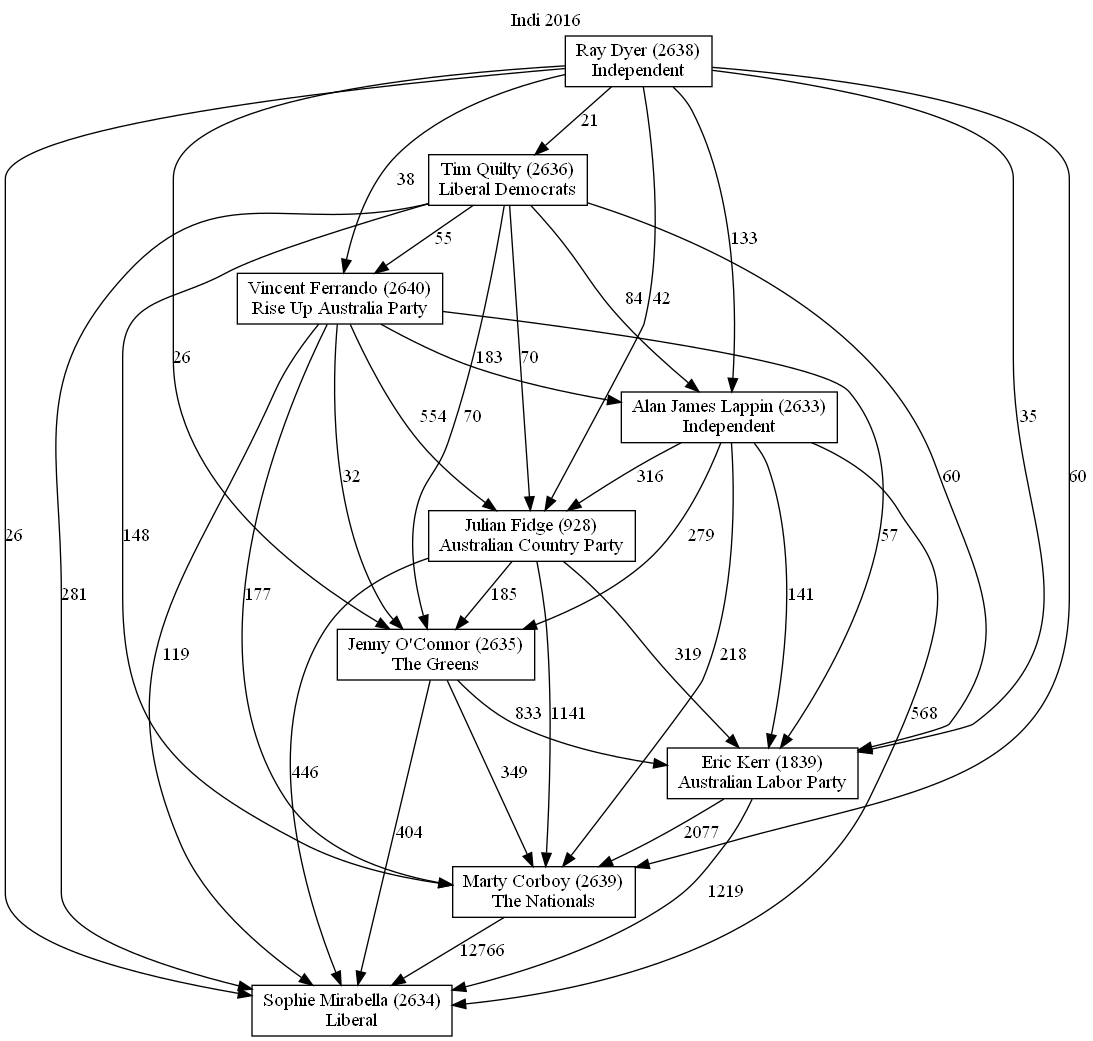 Indi 2016
Ray Dyer (2638)
Independent
21
Tim Quilty (2636)
Liberal Democrats
38
55
133
Vincent Ferrando (2640)
Rise Up Australia Party
84
42
26
183
70
Alan James Lappin (2633)
Independent
554
70
35
32
316
60
60
Julian Fidge (928)
Australian Country Party
26
148
279
57
281
177
185
141
Jenny O'Connor (2635)
The Greens
119
319
218
833
1141
568
Eric Kerr (1839)
Australian Labor Party
446
349
404
2077
Marty Corboy (2639)
The Nationals
1219
12766
Sophie Mirabella (2634)
Liberal